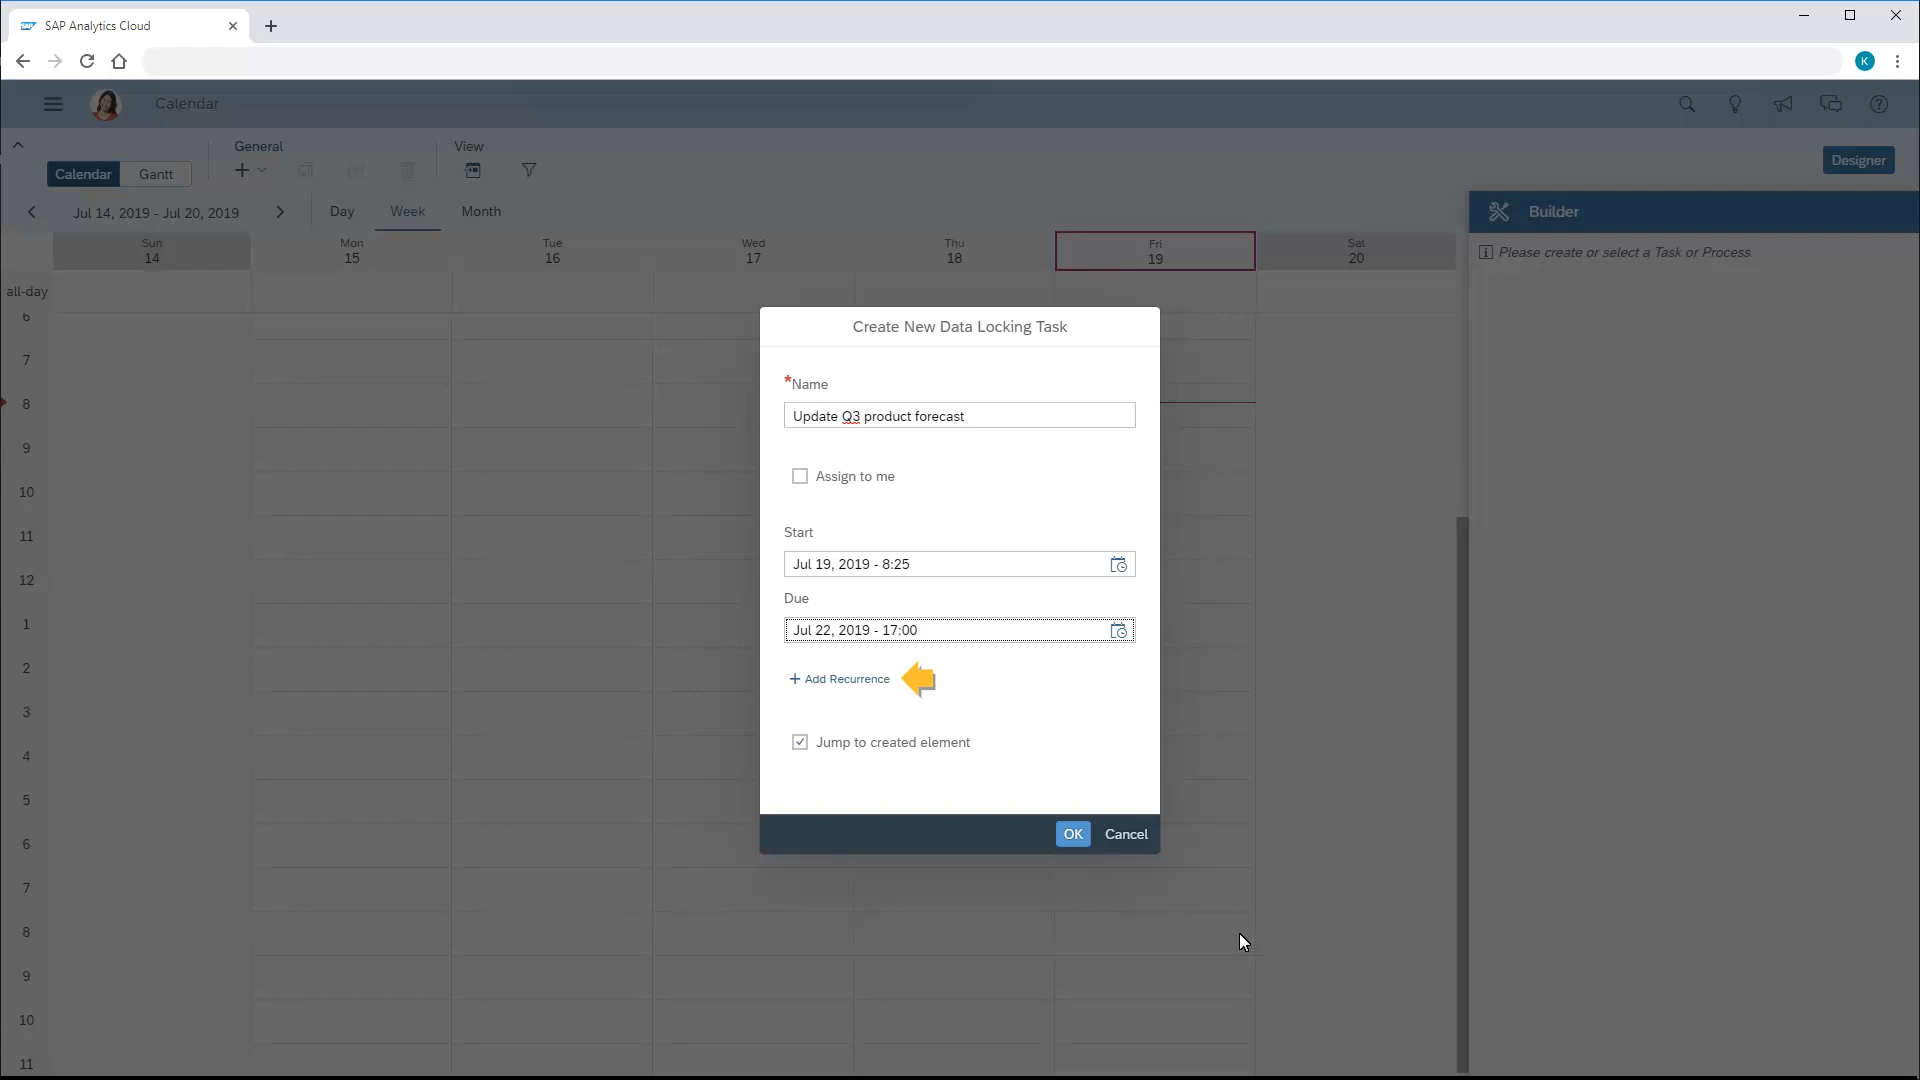 SAP Analytics Cloud
K
Calendar
General
View
Calendar
Gantt
Designer
Jul 14, 2019 - Jul 20, 2019
Day
Week
Month
Builder
Sun
14
Mon
15
Tue
16
Wed
17
Thu
18
Fri
19
Sat
20
Please create or select a Task or Process.
all-day
6
7
8
9
10
11
12
1
2
3
4
5
6
7
8
9
10
11
Create New Data Locking Task
*Name
Update Q3 product forecast
Assign to me
Start
Jul 19, 2019 - 8:25
Due
Jul 22, 2019 - 17:00
+ Add Recurrence
Jump to created element
OK
Cancel